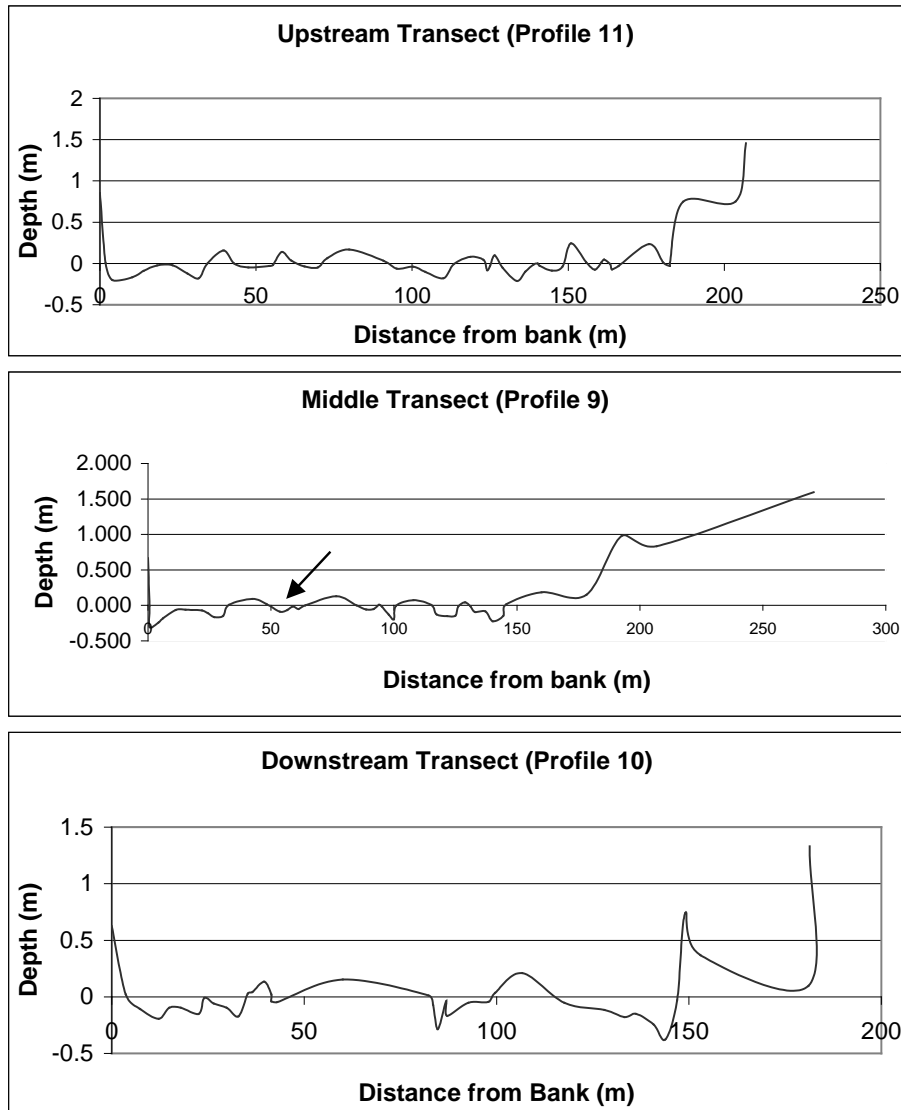 Upstream Transect (Profile 11)
2
1.5
1
0.5
0
-0.5
Depth (m)
0 50 100 150 200 250
Distance from bank (m)
Middle Transect (Profile 9)
2.000
1.500
1.000
0.500
0.000
-0.500
Depth (m)
0 50 100 150 200 250 300
Distance from bank (m)
Downstream Transect (Profile 10)
1.5
1
0.5
0
-0.5
Depth (m)
0 50 100 150 200
Distance from Bank (m)